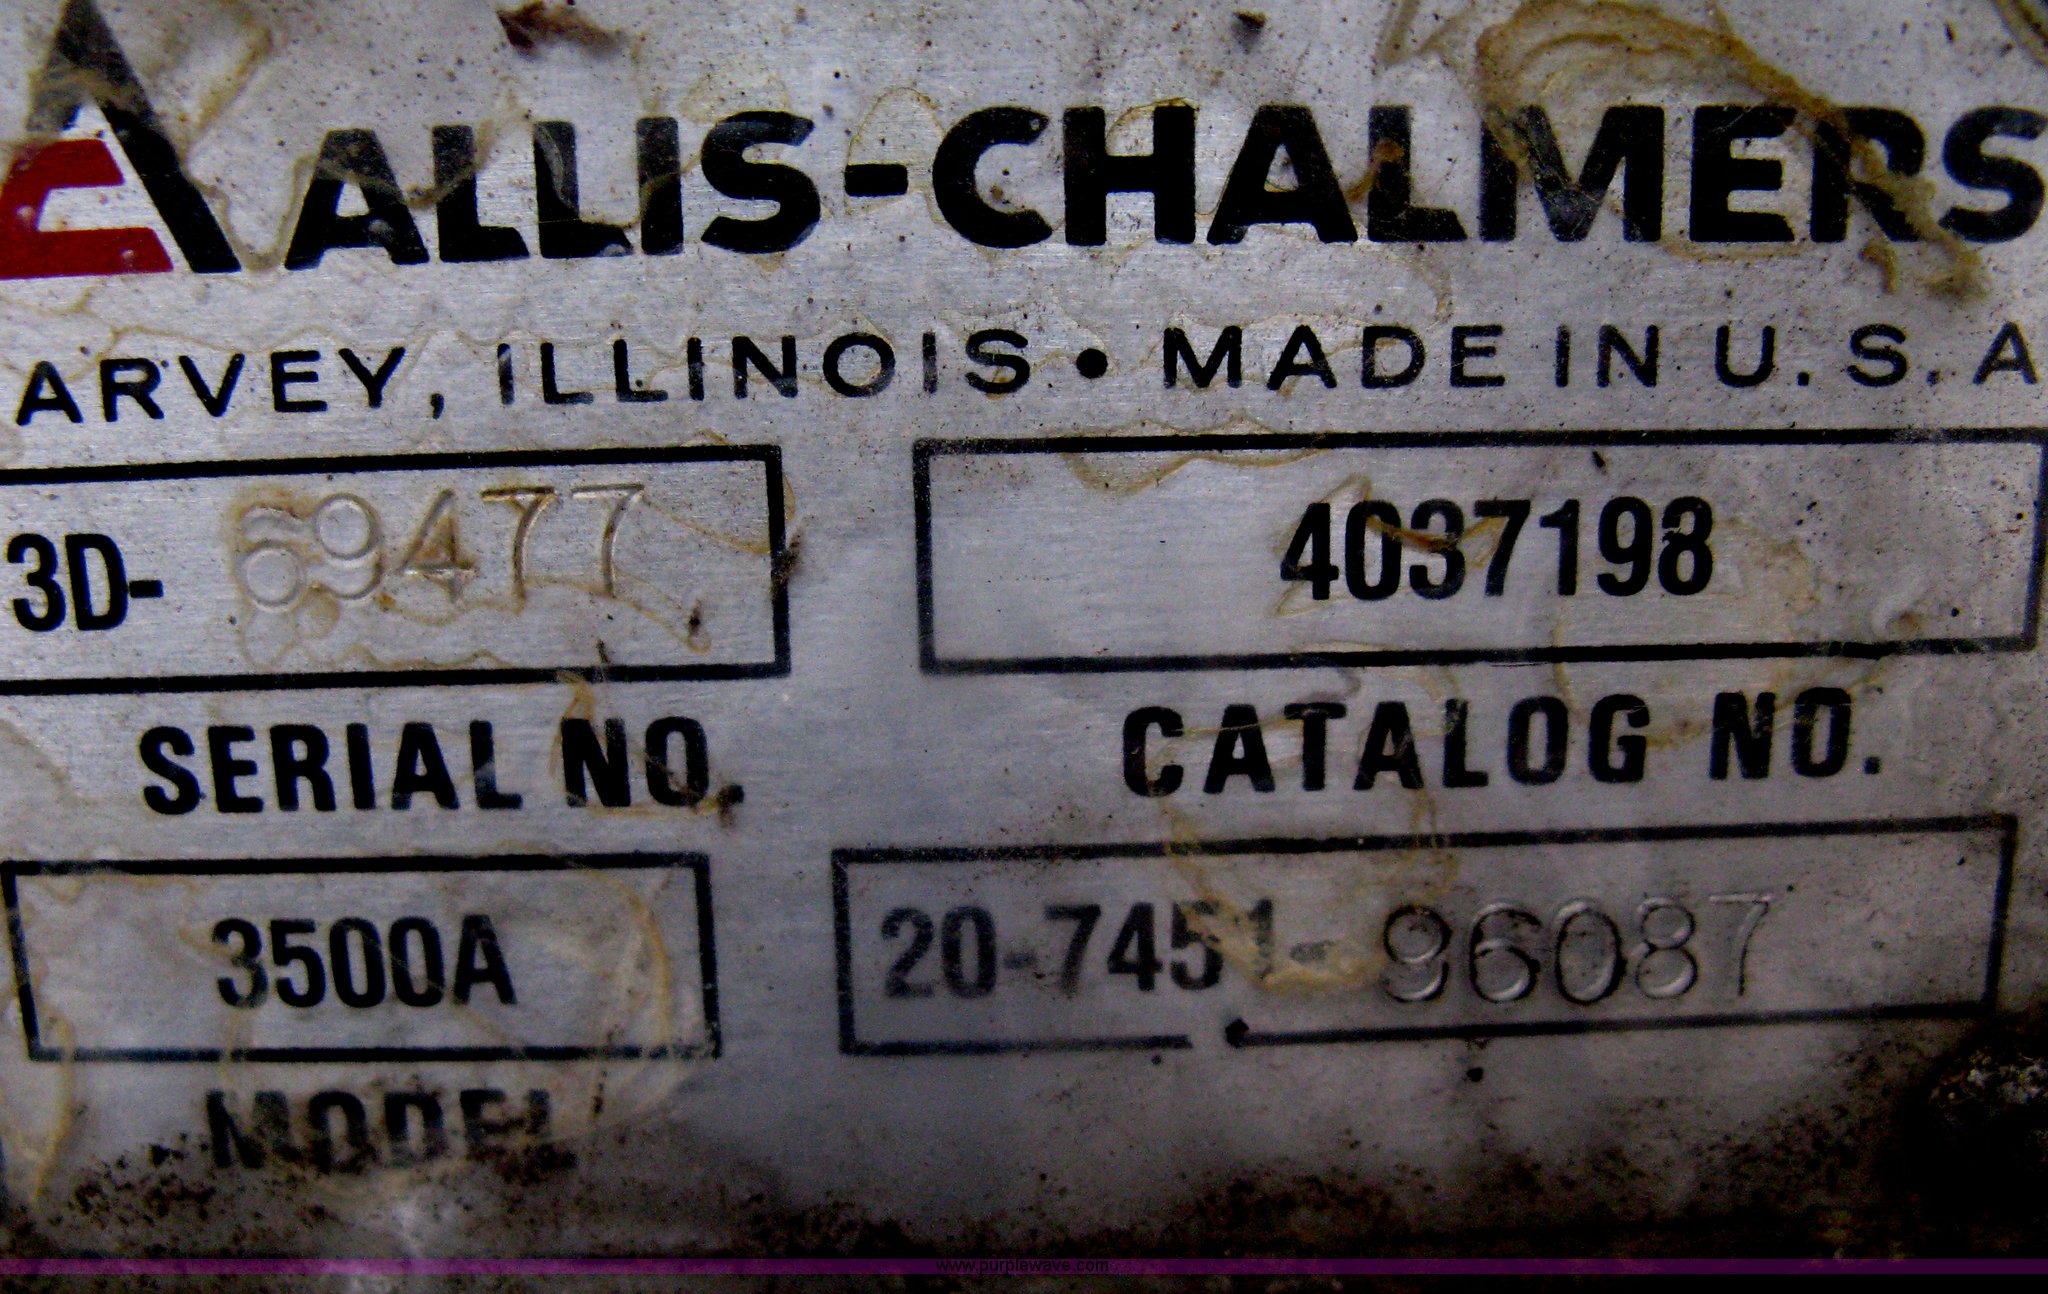 ALLIS-CHALMERS
ARVEY, ILLINOIS • MADE IN U.S.A
3D- 69477
4037198
SERIAL NO.
CATALOG NO.
3500A
20-7451- 96087
MODEL
www.purplewave.com